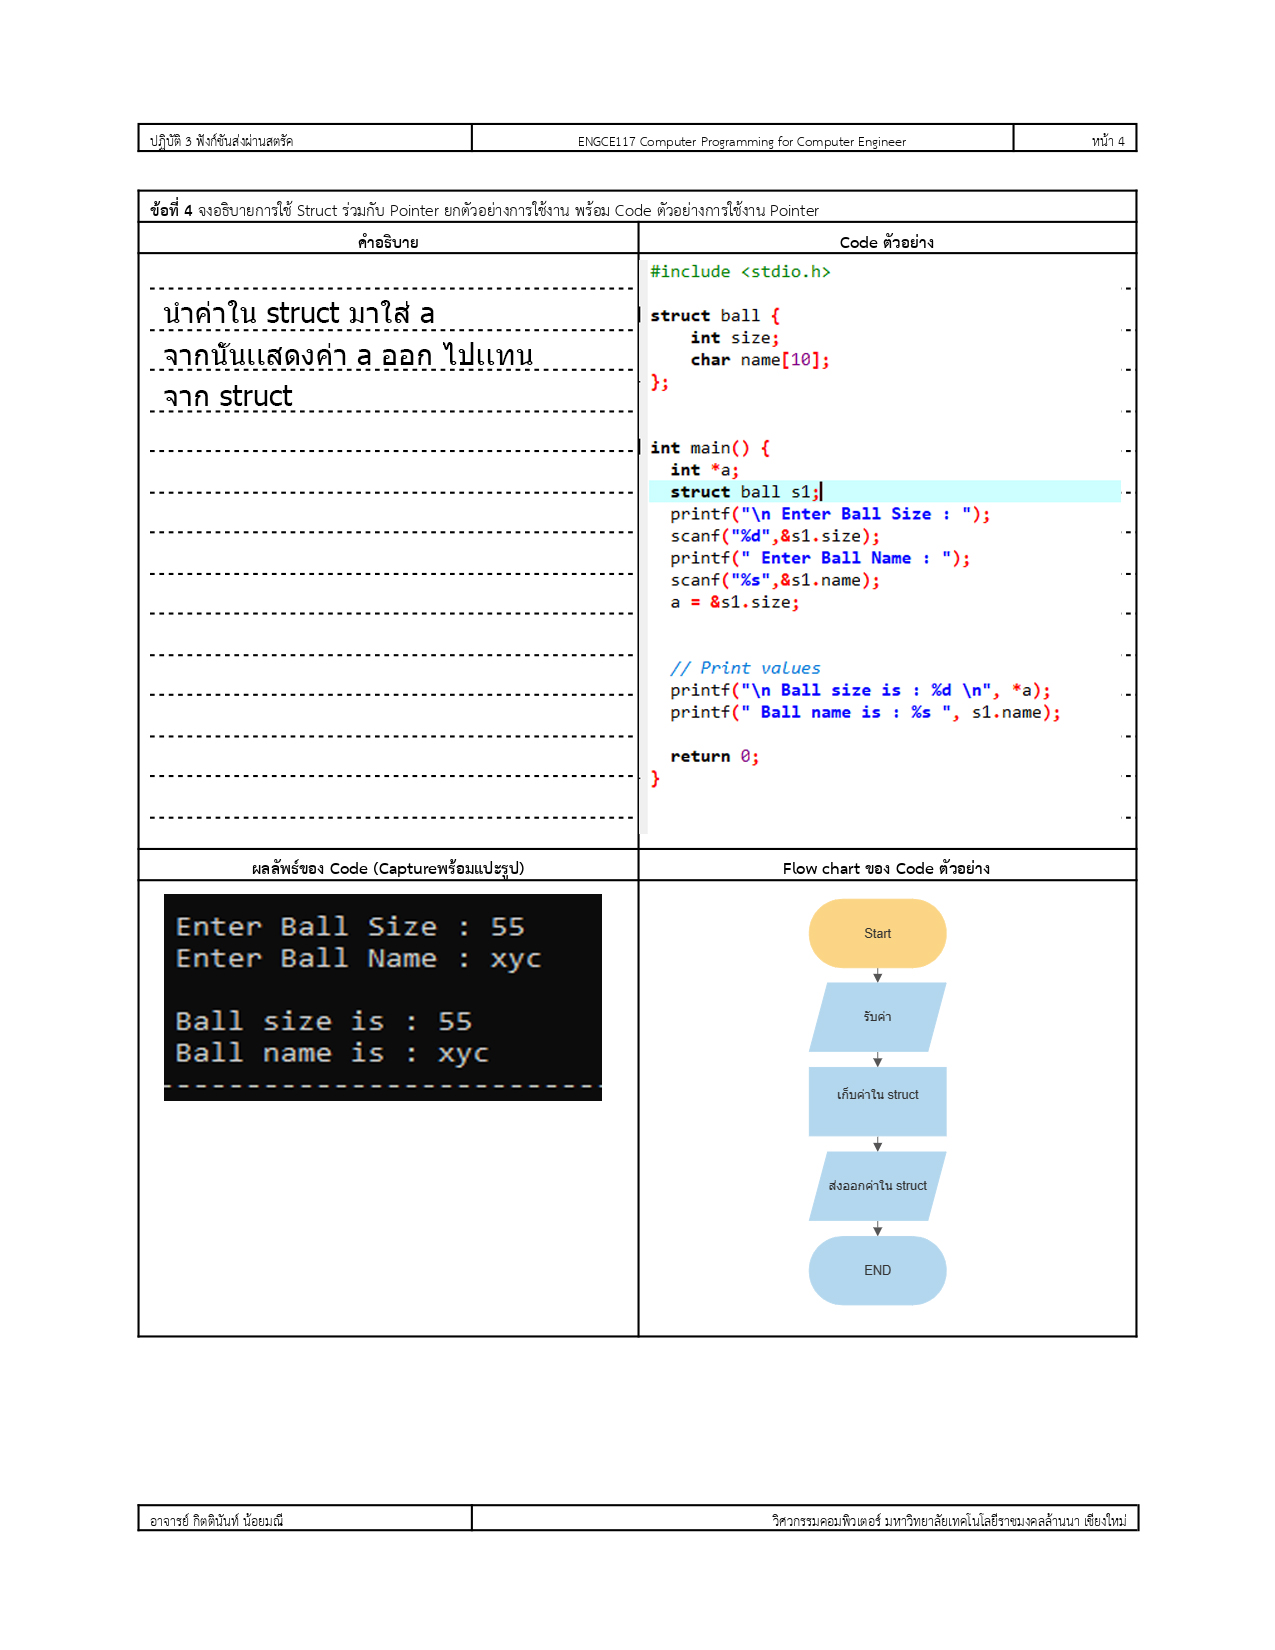 ปฏิบัติ 3 ฟังก์ชันส่งผ่านสตรัค
ENGCE117 Computer Programming for Computer Engineer
หน้า 4
ข้อที่ 4 จงอธิบายการใช้ Struct ร่วมกับ Pointer ยกตัวอย่างการใช้งาน พร้อม Code ตัวอย่างการใช้งาน Pointer
คำอธิบาย
นำค่าใน struct มาใส่ a
จากนั้นแสดงค่า a ออก ไปแทน
จาก struct
Code ตัวอย่าง
#include <stdio.h>
struct ball {
int size;
char name[10];
};
int main() {
int *a;
struct ball s1;
printf("\n Enter Ball Size : ");
scanf("%d",&s1.size);
printf(" Enter Ball Name : ");
scanf("%s",&s1.name);
a = &s1.size;
// Print values
printf("\n Ball size is : %d \n", *a);
printf(" Ball name is : %s ", s1.name);
return 0;
}
ผลลัพธ์ของ Code (Captureพร้อมแปะรูป)
Enter Ball Size : 55
Enter Ball Name : xyc
Ball size is : 55
Ball name is : xyc
Flow chart ของ Code ตัวอย่าง
Start
รับค่า
เก็บค่าใน struct
ส่งออกค่าใน struct
END
อาจารย์ กิตตินันท์ น้อยมณี
วิศวกรรมคอมพิวเตอร์ มหาวิทยาลัยเทคโนโลยีราชมงคลล้านนา เชียงใหม่